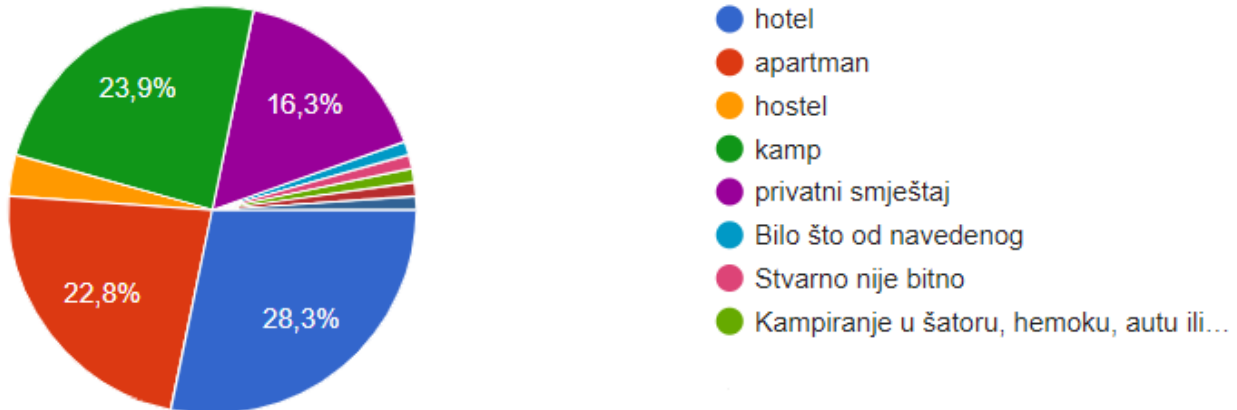 23,9%
16,3%
22,8%
28,3%
hotel
apartman
hostel
kamp
privatni smještaj
Bilo što od navedenog
Stvarno nije bitno
Kampiranje u šatoru, hemoku, autu ili...